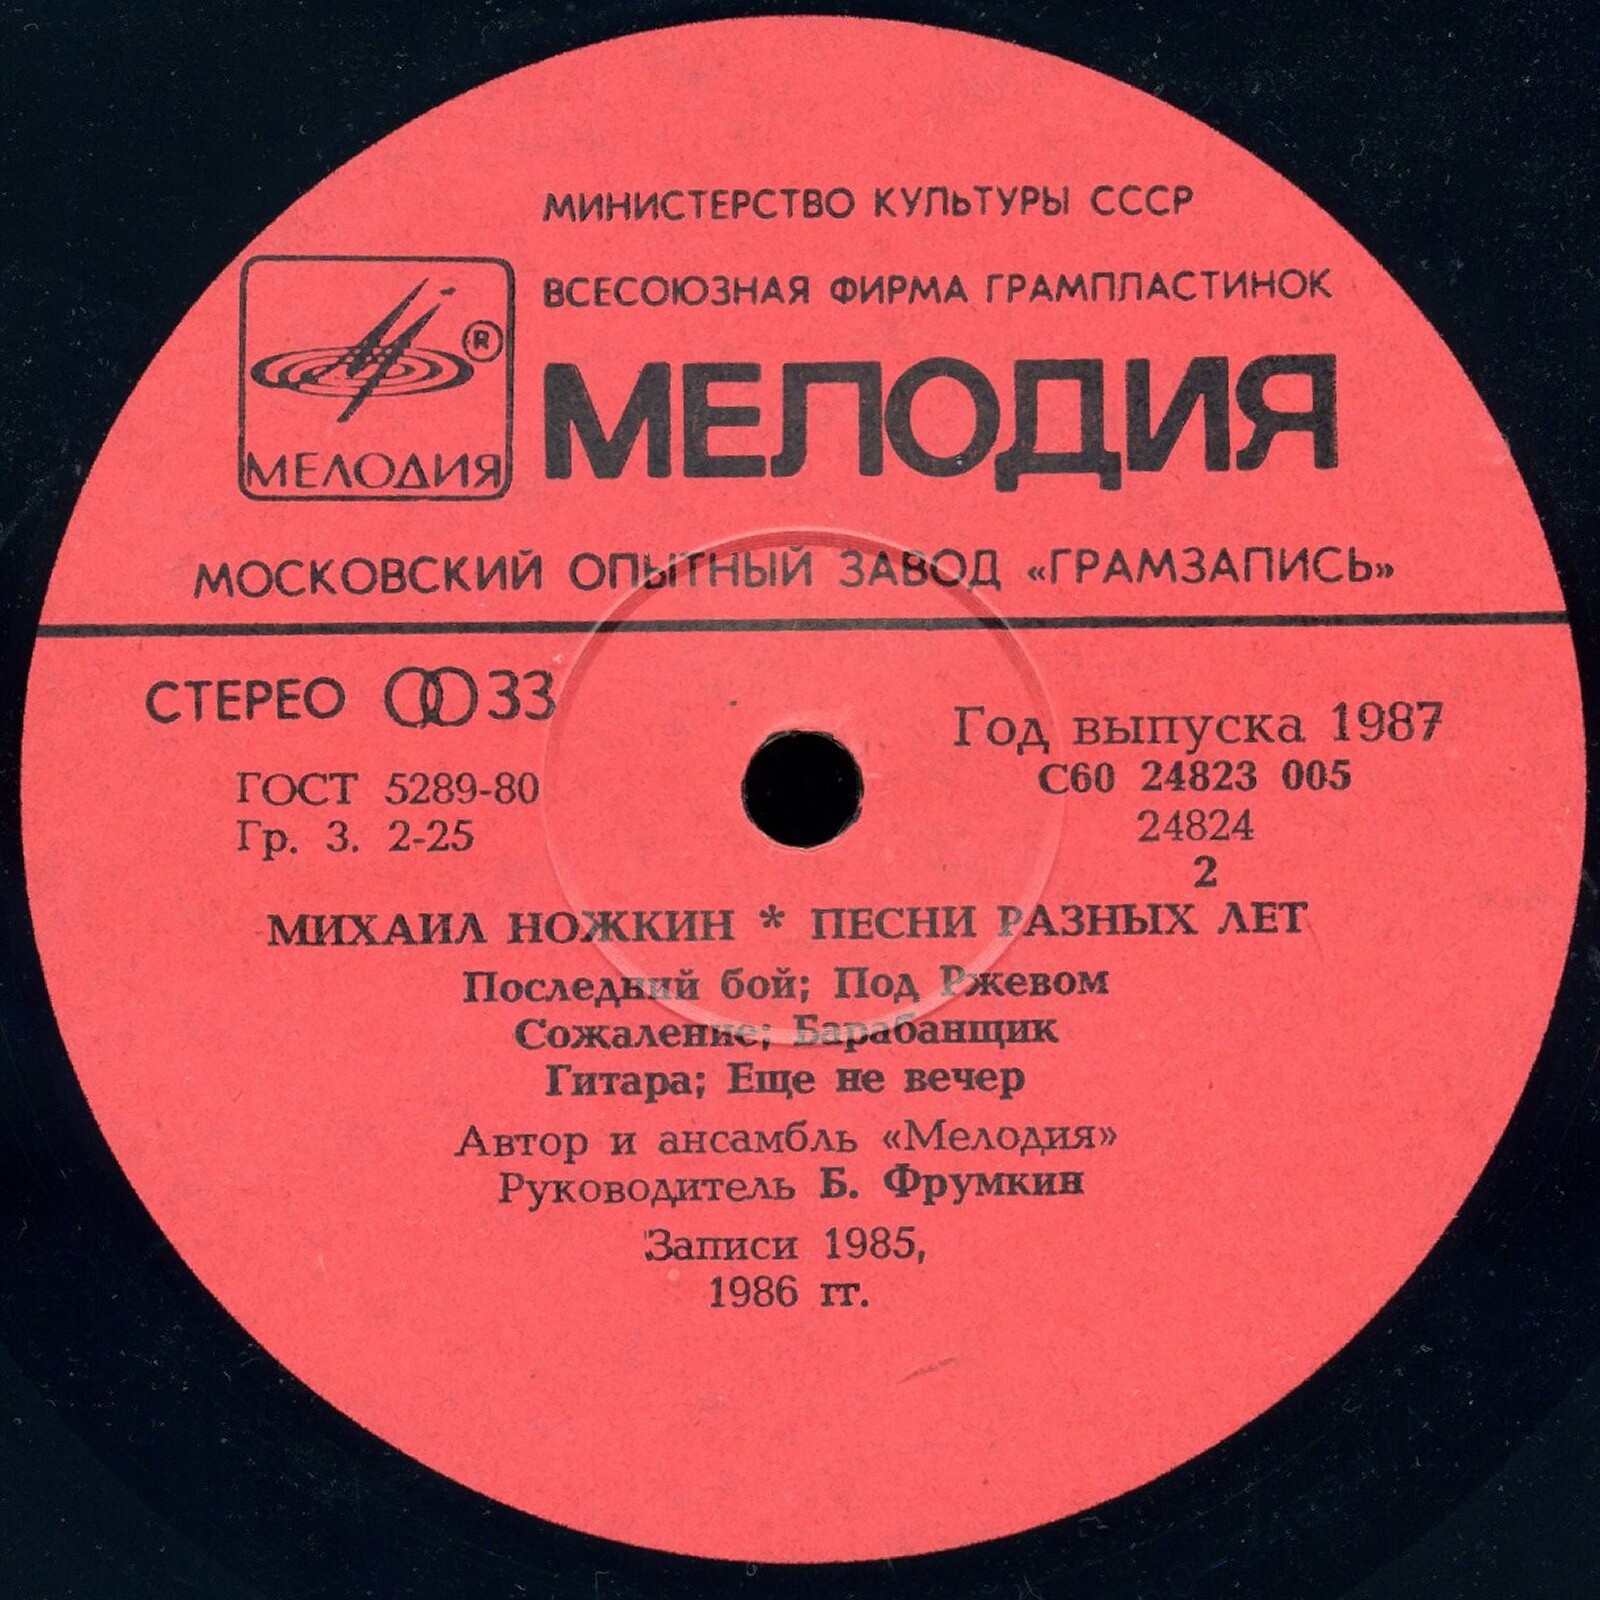 МИНИСТЕРСТВО КУЛЬТУРЫ СССР
ВСЕСОЮЗНАЯ ФИРМА ГРАМПЛАСТИНОК
МЕЛОДИЯ
®
МЕЛОДИЯ
МОСКОВСКИЙ ОПЫТНЫЙ ЗАВОД «ГРАМЗАПИСЬ»
СТЕРЕО 33
Год выпуска 1987
ГОСТ 5289-80
С60 24823 005
Гр. 3. 2-25
24824
2
МИХАИЛ НОЖКИН * ПЕСНИ РАЗНЫХ ЛЕТ
Последний бой; Под Ржевом
Сожаление; Барабанщик
Гитара; Еще не вечер
Автор и ансамбль «Мелодия»
Руководитель Б. Фрумкин
Записи 1985,
1986 гг.